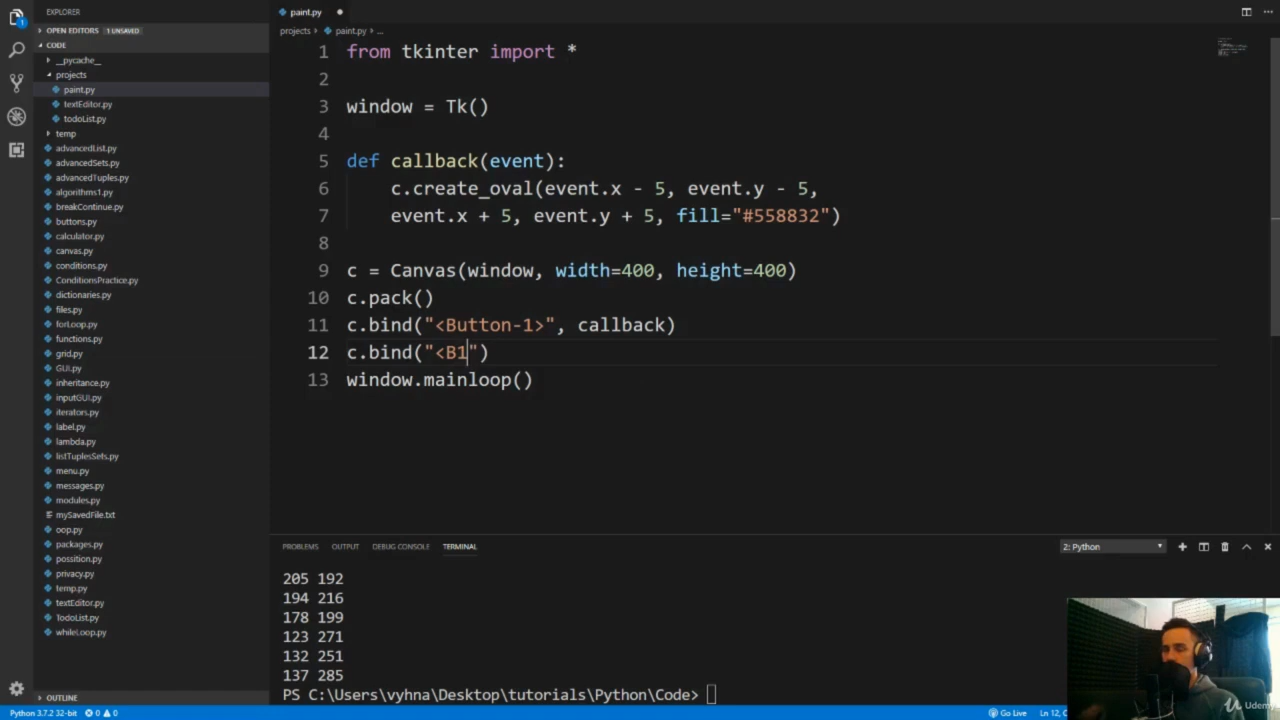 EXPLORER
OPEN EDITORS 1 UNSAVED
CODE
__pycache__
projects
paint.py
textEditor.py
todoList.py
temp
advancedList.py
advancedSets.py
advancedTuples.py
algorithms1.py
breakContinue.py
buttons.py
calculator.py
canvas.py
conditions.py
ConditionsPractice.py
dictionaries.py
files.py
forLoop.py
functions.py
grid.py
GUI.py
inheritance.py
inputGUI.py
iterators.py
label.py
lambda.py
listTuplesSets.py
menu.py
messages.py
modules.py
mySavedFile.txt
oop.py
packages.py
possition.py
privacy.py
temp.py
textEditor.py
TodoList.py
whileLoop.py
OUTLINE
paint.py
projects paint.py ...
1 from tkinter import *
2
3 window = Tk()
4
5 def callback(event):
6 c.create_oval(event.x - 5, event.y - 5,
7 event.x + 5, event.y + 5, fill="#558832")
8
9 c = Canvas(window, width=400, height=400)
10 c.pack()
11 c.bind("<Button-1>", callback)
12 c.bind("<B1")
13 window.mainloop()
PROBLEMS OUTPUT DEBUG CONSOLE TERMINAL 2: Python
205 192
194 216
178 199
123 271
132 251
137 285
PS C:\Users\vyhna\Desktop\tutorials\Python\Code>
Python 3.7.2 32-bit 0 0 Go Live Ln 12,
Udemy
1